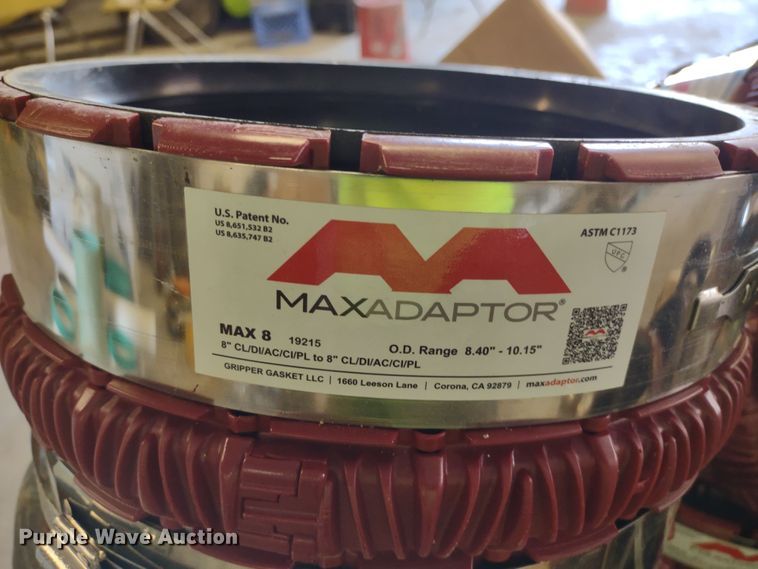 U.S. Patent No.
US 8,651,532 B2
US 8,635,747 B2
ASTM C1173
UPC
®
MAXADAPTOR®
MAX 8 19215
O.D. Range 8.40" - 10.15"
8" CL/DI/AC/CI/PL to 8" CL/DI/AC/CI/PL
GRIPPER GASKET LLC | 1660 Leeson Lane | Corona, CA 92879 | maxadaptor.com
Purple Wave Auction®